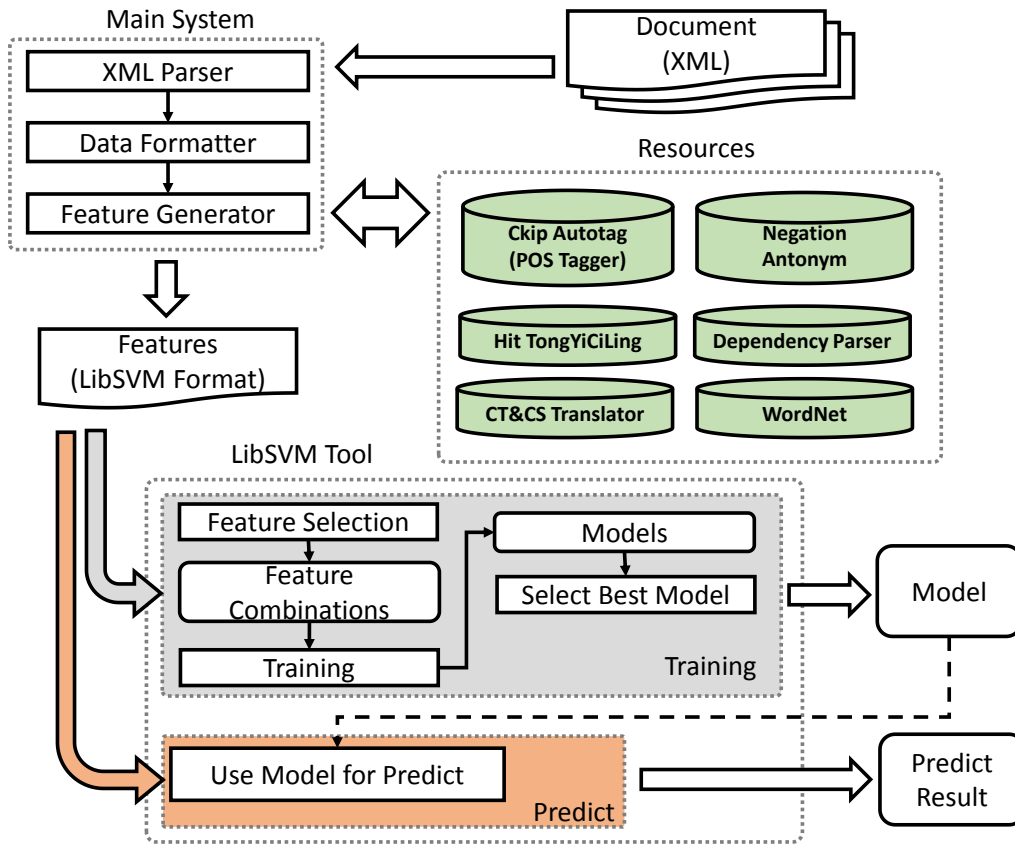 Main System
XML Parser
Data Formatter
Feature Generator
Document
(XML)
Resources
Ckip Autotag
(POS Tagger)
Negation
Antonym
Hit TongYiCiLing
Dependency Parser
CT&CS Translator
WordNet
Features
(LibSVM Format)
LibSVM Tool
Feature Selection
Feature
Combinations
Training
Models
Select Best Model
Training
Model
Use Model for Predict
Predict
Predict
Result